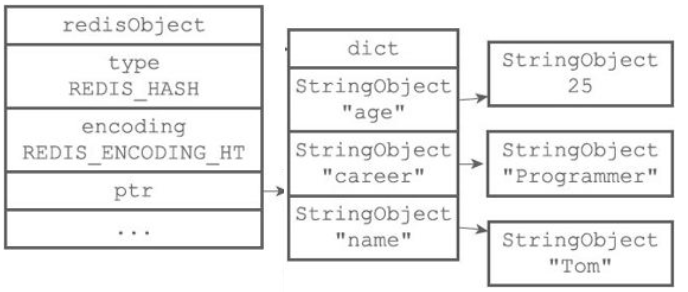 redisObject
type
REDIS_HASH
encoding
REDIS_ENCODING_HT
ptr
...
dict
StringObject
"age"
StringObject
"career"
StringObject
"name"
StringObject
25
StringObject
"Programmer"
StringObject
"Tom"